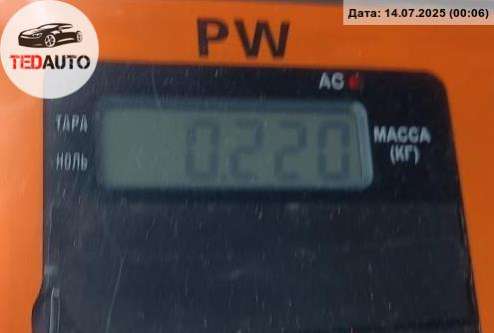 Дата: 14.07.2025 (00:06)
TEDAUTO
PW
AC
ТАРА
НОЛЬ
0.220
МАССА
(КГ)